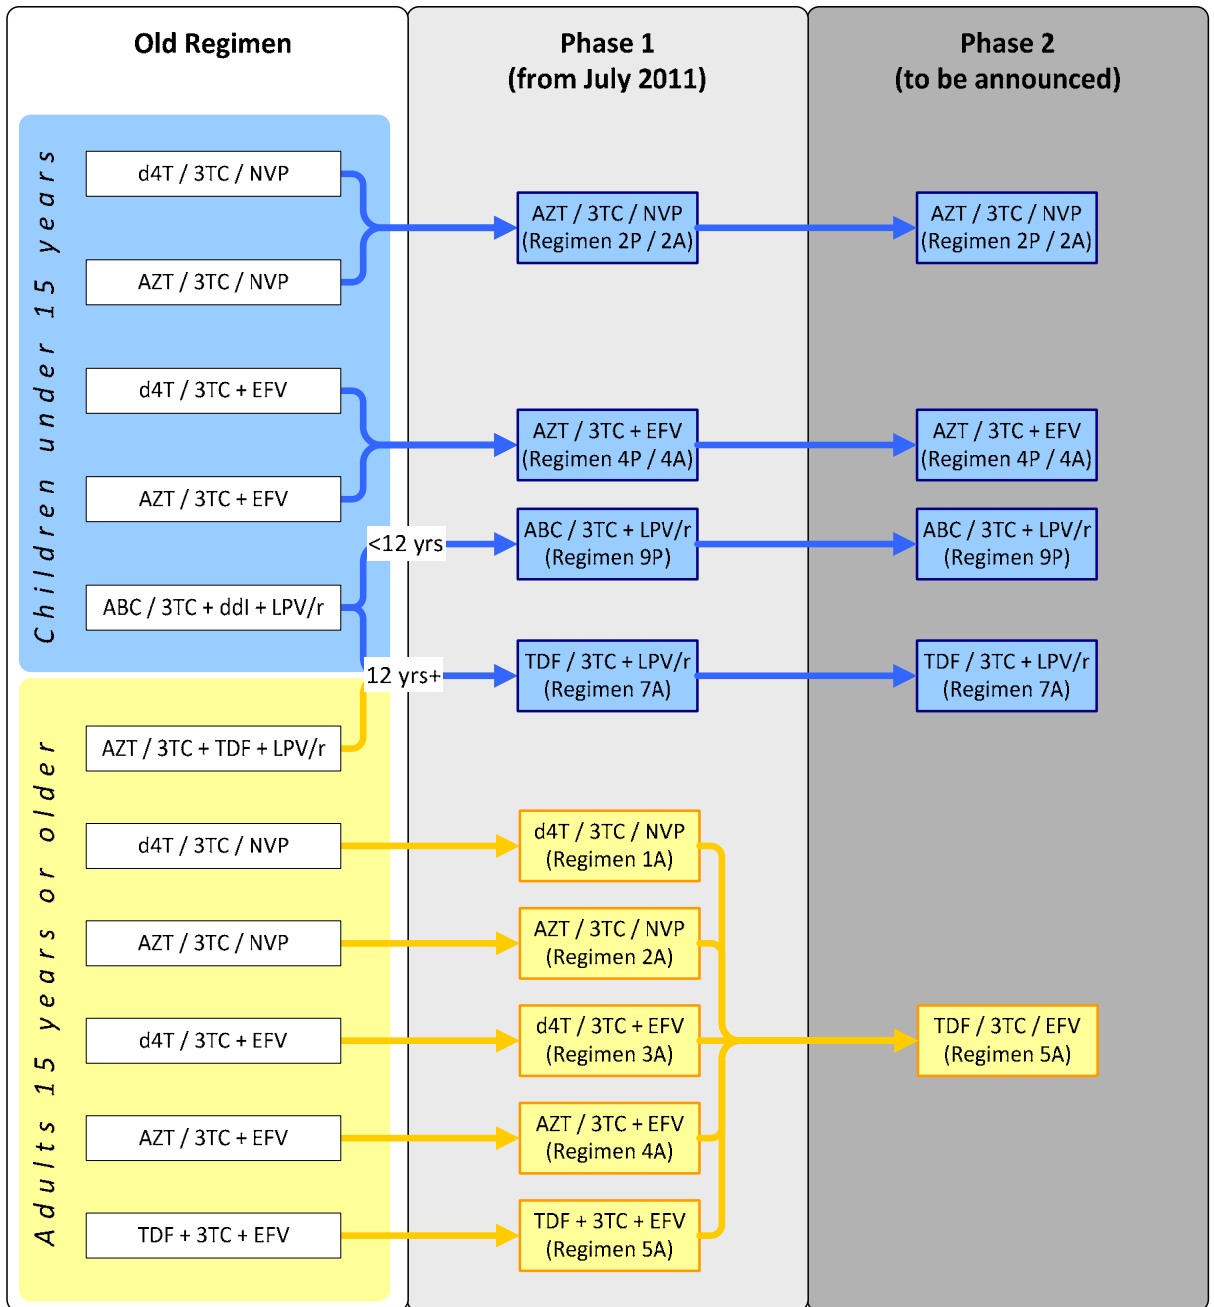 Old Regimen
Phase 1
(from July 2011)
Phase 2
(to be announced)
Children under 15 years
d4T / 3TC / NVP
AZT / 3TC / NVP
(Regimen 2P / 2A)
AZT / 3TC / NVP
(Regimen 2P / 2A)
AZT / 3TC / NVP
d4T / 3TC + EFV
AZT / 3TC + EFV
(Regimen 4P / 4A)
AZT / 3TC + EFV
(Regimen 4P / 4A)
AZT / 3TC + EFV
<12 yrs
ABC / 3TC + LPV/r
(Regimen 9P)
ABC / 3TC + LPV/r
(Regimen 9P)
ABC / 3TC + ddI + LPV/r
12 yrs+
TDF / 3TC + LPV/r
(Regimen 7A)
TDF / 3TC + LPV/r
(Regimen 7A)
Adults 15 years or older
AZT / 3TC + TDF + LPV/r
d4T / 3TC / NVP
d4T / 3TC / NVP
(Regimen 1A)
AZT / 3TC / NVP
AZT / 3TC / NVP
(Regimen 2A)
d4T / 3TC + EFV
d4T / 3TC + EFV
(Regimen 3A)
TDF / 3TC / EFV
(Regimen 5A)
AZT / 3TC + EFV
AZT / 3TC + EFV
(Regimen 4A)
TDF + 3TC + EFV
TDF + 3TC + EFV
(Regimen 5A)